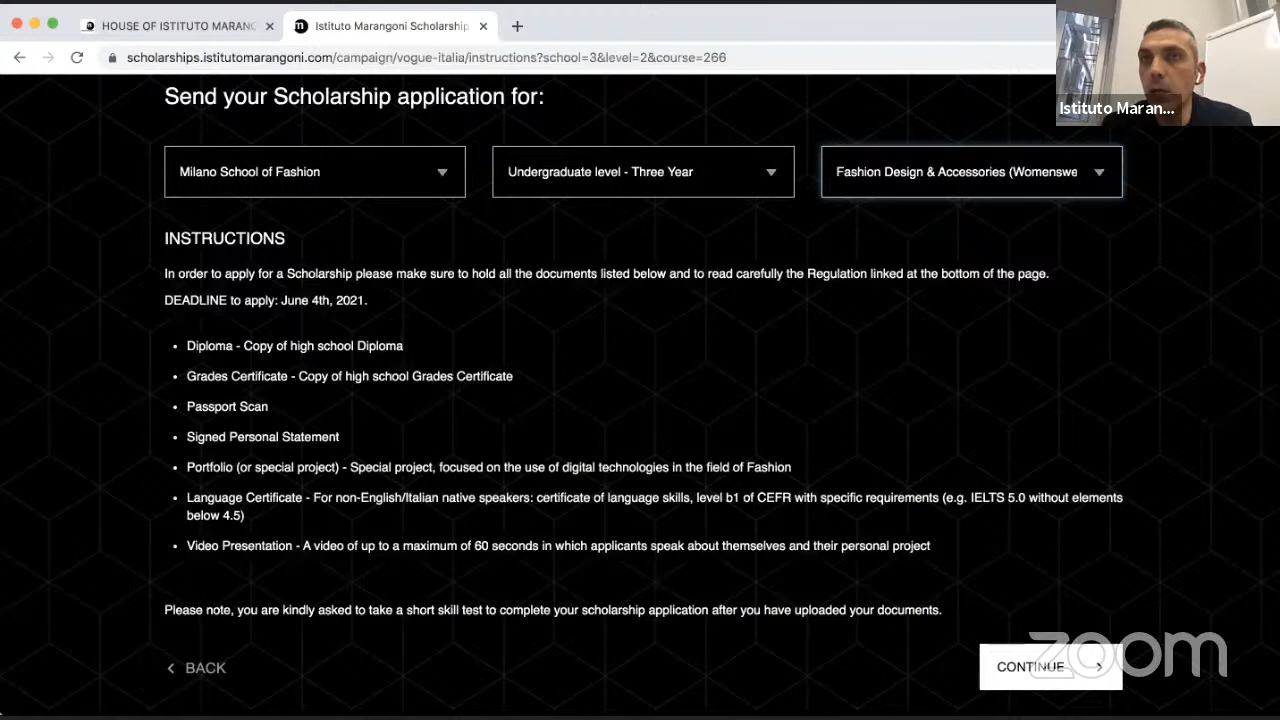 HOUSE OF ISTITUTO MARANG
Istituto Marangoni Scholarship
scholarships.istitutomarangoni.com/campaign/vogue-italia/instructions?school=3&level=2&course=266
Istituto Maran...
Send your Scholarship application for:
Milano School of Fashion
Undergraduate level - Three Year
Fashion Design & Accessories (Womenswe
INSTRUCTIONS
In order to apply for a Scholarship please make sure to hold all the documents listed below and to read carefully the Regulation linked at the bottom of the page.
DEADLINE to apply: June 4th, 2021.
• Diploma - Copy of high school Diploma
• Grades Certificate - Copy of high school Grades Certificate
• Passport Scan
• Signed Personal Statement
• Portfolio (or special project) - Special project, focused on the use of digital technologies in the field of Fashion
• Language Certificate - For non-English/Italian native speakers: certificate of language skills, level b1 of CEFR with specific requirements (e.g. IELTS 5.0 without elements
below 4.5)
• Video Presentation - A video of up to a maximum of 60 seconds in which applicants speak about themselves and their personal project
Please note, you are kindly asked to take a short skill test to complete your scholarship application after you have uploaded your documents.
BACK
CONTINUE
zoom